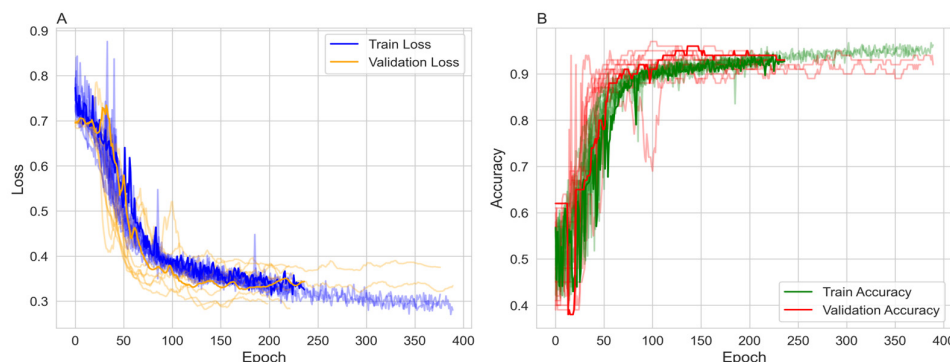 A
0.9
0.8
0.7
0.6
0.5
0.4
0.3
Loss
Train Loss
Validation Loss
0 50 100 150 200 250 300 350 400
Epoch
B
0.9
0.8
0.7
0.6
0.5
0.4
Accuracy
Train Accuracy
Validation Accuracy
0 50 100 150 200 250 300 350 400
Epoch